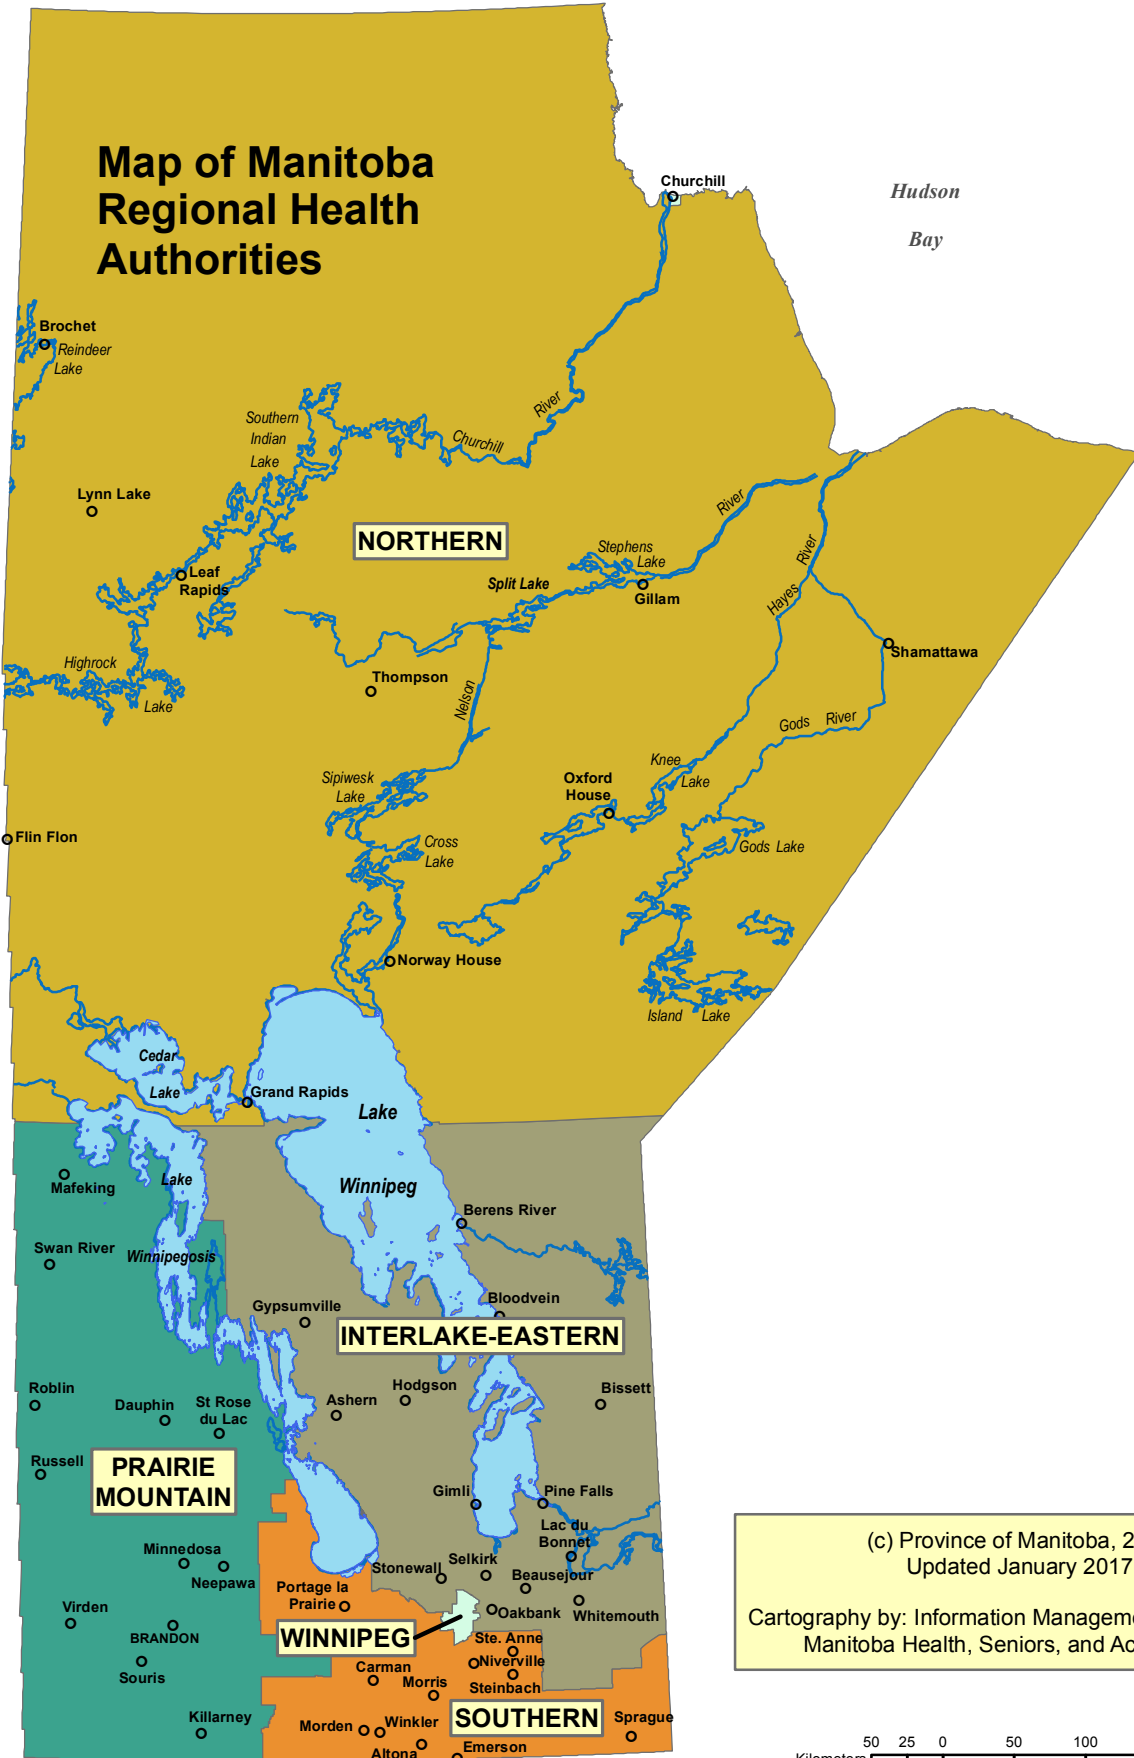 Map of Manitoba
Regional Health
Authorities
Churchill
Hudson
Bay
Brochet
Reindeer
Lake
Southern
Indian
Lake
River
Churchill
Lynn Lake
NORTHERN
River
Stephens
Lake
River
Leaf
Rapids
Split Lake
Gillam
Hayes
Shamattawa
Highrock
Lake
Thompson
Nelson
Gods River
Knee
Lake
Sipiwesk
Lake
Oxford
House
Flin Flon
Cross
Lake
Gods Lake
Norway House
Island Lake
Cedar
Lake
Grand Rapids
Lake
Winnipeg
Mafeking
Lake
Winnipegosis
Berens River
Swan River
Bloodvein
Gypsumville
INTERLAKE-EASTERN
Roblin
Dauphin
St Rose
du Lac
Ashern
Hodgson
Bissett
Russell
PRAIRIE
MOUNTAIN
Gimli
Pine Falls
Lac du
Bonnet
Minnedosa
Neepawa
Stonewall
Selkirk
Beausejour
Portage la
Prairie
Virden
BRANDON
Oakbank
Whitemouth
WINNIPEG
Souris
Ste. Anne
Niverville
Carman
Morris
Steinbach
Killarney
SOUTHERN
Sprague
Morden
Winkler
Altona
Emerson
(c) Province of Manitoba, 2
Updated January 2017
Cartography by: Information Manageme
Manitoba Health, Seniors, and Ac
50 25 0 50 100
Kilometers